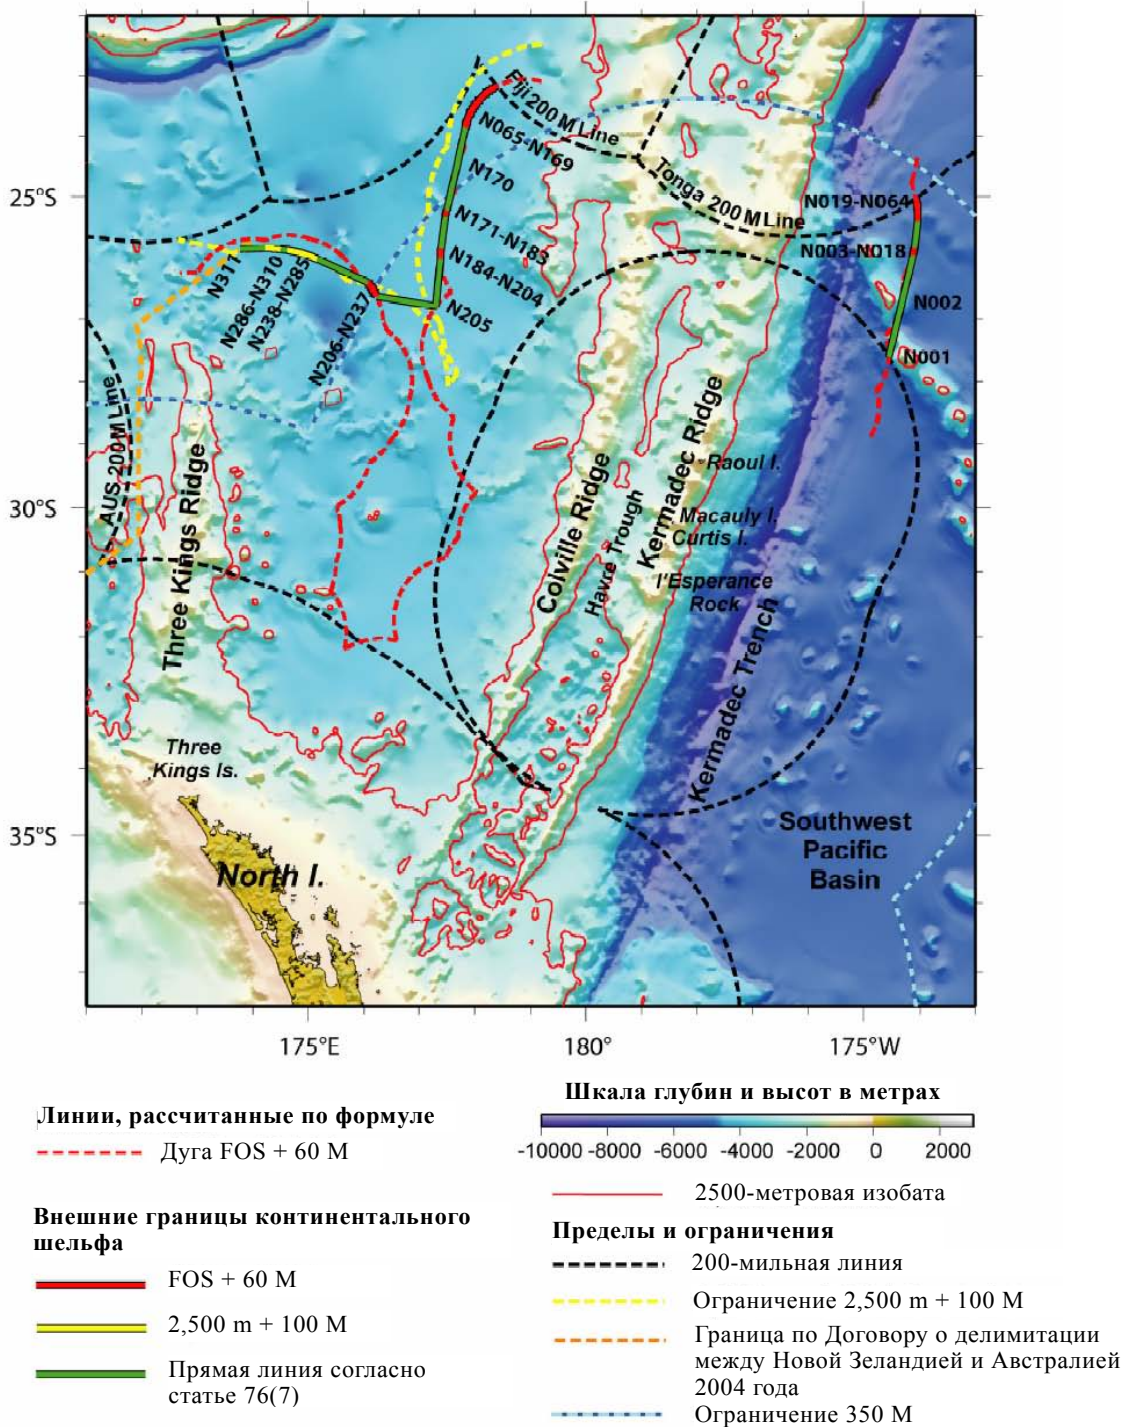 Fiji 200 M Line
N065-N169
25°S
N170
Tonga 200 M Line
N019-N064
N171-N183
N003-N018
N311
N286-N310
N238-N285
N184-N204
N002
N205
N206-N237
N001
AUS 200 M Line
Three Kings Ridge
Colville Ridge
Havre Trough
Kermadec Ridge
Raoul I.
30°S
Macauly I.
Curtis I.
l'Esperance
Rock
Kermadec Trench
Three
Kings Is.
35°S
North I.
Southwest
Pacific
Basin
175°E
180°
175°W
Линии, рассчитанные по формуле
Дуга FOS + 60 M
Внешние границы континентального
шельфа
FOS + 60 M
2,500 m + 100 M
Прямая линия согласно
статье 76(7)
Шкала глубин и высот в метрах
-10000 -8000 -6000 -4000 -2000 0 2000
2500-метровая изобата
Пределы и ограничения
200-мильная линия
Ограничение 2,500 m + 100 M
Граница по Договору о делимитации
между Новой Зеландией и Австралией
2004 года
Ограничение 350 M